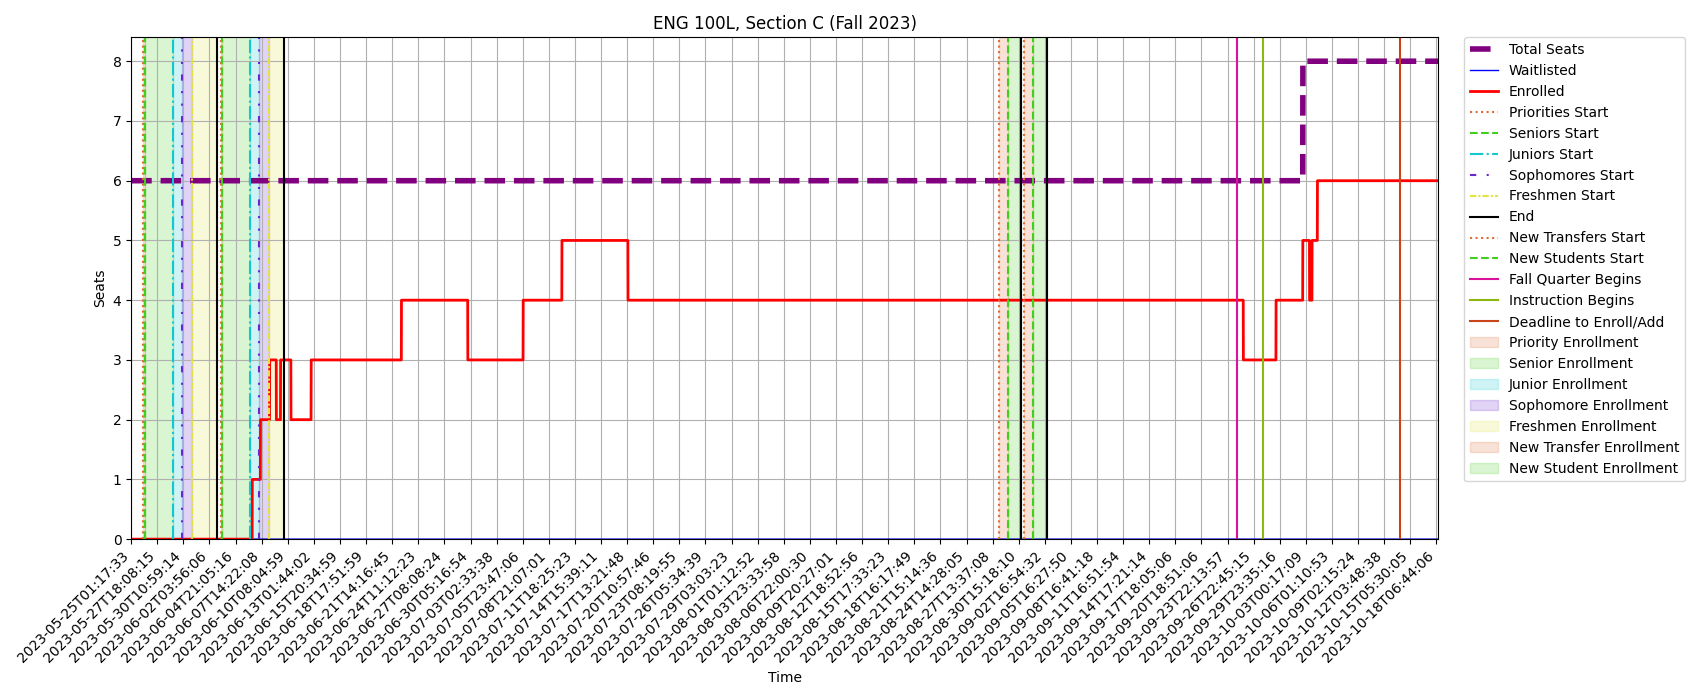 ENG 100L, Section C (Fall 2023)
Seats
8
7
6
5
4
3
2
1
0
2023-05-25T01:17:33
2023-05-27T18:08:15
2023-05-30T10:59:14
2023-06-02T03:56:06
2023-06-04T21:05:16
2023-06-07T14:22:08
2023-06-10T08:04:59
2023-06-13T01:44:02
2023-06-15T20:34:59
2023-06-18T17:51:59
2023-06-21T14:16:45
2023-06-24T11:12:23
2023-06-27T08:08:24
2023-06-30T05:16:54
2023-07-03T02:33:38
2023-07-05T23:47:06
2023-07-08T21:07:01
2023-07-11T18:25:23
2023-07-14T15:39:11
2023-07-17T13:21:48
2023-07-20T10:57:46
2023-07-23T08:19:55
2023-07-26T05:34:39
2023-07-29T03:03:23
2023-08-01T01:12:52
2023-08-03T23:33:58
2023-08-06T22:00:30
2023-08-09T20:27:01
2023-08-12T18:52:56
2023-08-15T17:33:23
2023-08-18T16:17:49
2023-08-21T15:14:36
2023-08-24T14:28:05
2023-08-27T13:37:08
2023-08-30T15:18:10
2023-09-02T16:54:32
2023-09-05T16:27:50
2023-09-08T16:41:18
2023-09-11T16:51:54
2023-09-14T17:21:14
2023-09-17T18:05:06
2023-09-20T18:51:06
2023-09-23T22:13:57
2023-09-26T22:45:15
2023-09-29T23:35:16
2023-10-03T00:17:09
2023-10-06T01:10:53
2023-10-09T02:15:24
2023-10-12T03:48:38
2023-10-15T05:30:05
2023-10-18T06:44:06
Time
Total Seats
Waitlisted
Enrolled
Priorities Start
Seniors Start
Juniors Start
Sophomores Start
Freshmen Start
End
New Transfers Start
New Students Start
Fall Quarter Begins
Instruction Begins
Deadline to Enroll/Add
Priority Enrollment
Senior Enrollment
Junior Enrollment
Sophomore Enrollment
Freshmen Enrollment
New Transfer Enrollment
New Student Enrollment